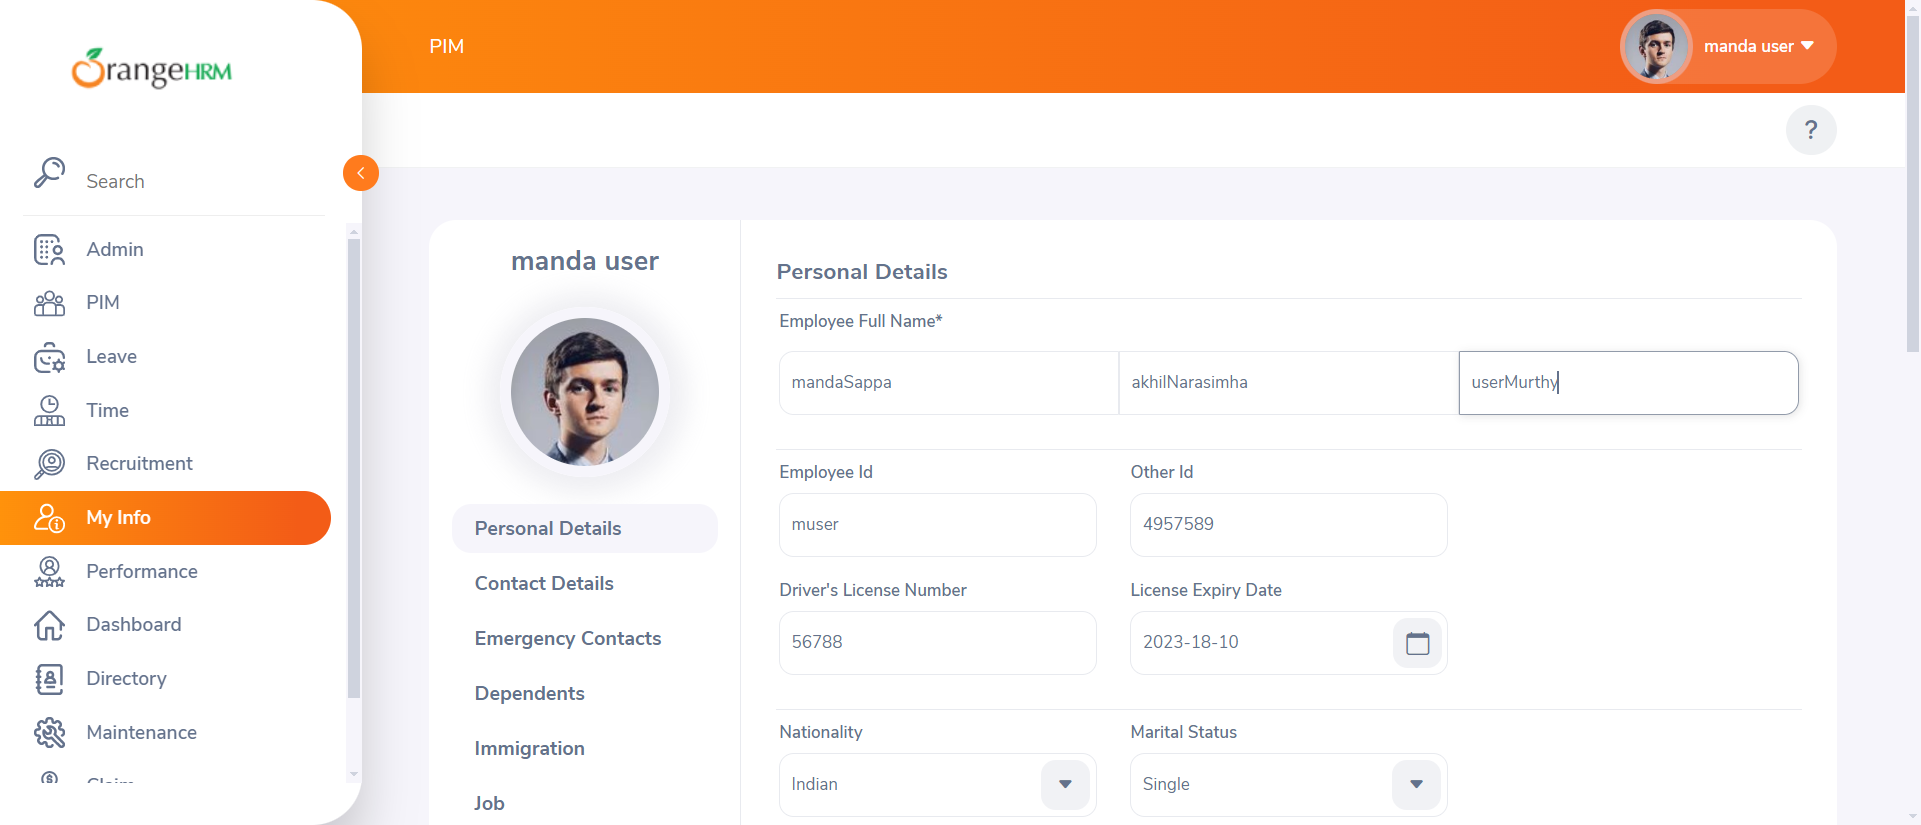 OrangeHRM
PIM
manda user
?
Search
Admin
PIM
Leave
Time
Recruitment
My Info
Performance
Dashboard
Directory
Maintenance
Claim
manda user
Personal Details
Contact Details
Emergency Contacts
Dependents
Immigration
Job
Personal Details
Employee Full Name*
mandaSappa akhilNarasimha userMurthy
Employee Id Other Id
muser 4957589
Driver's License Number License Expiry Date
56788 2023-18-10
Nationality Marital Status
Indian Single